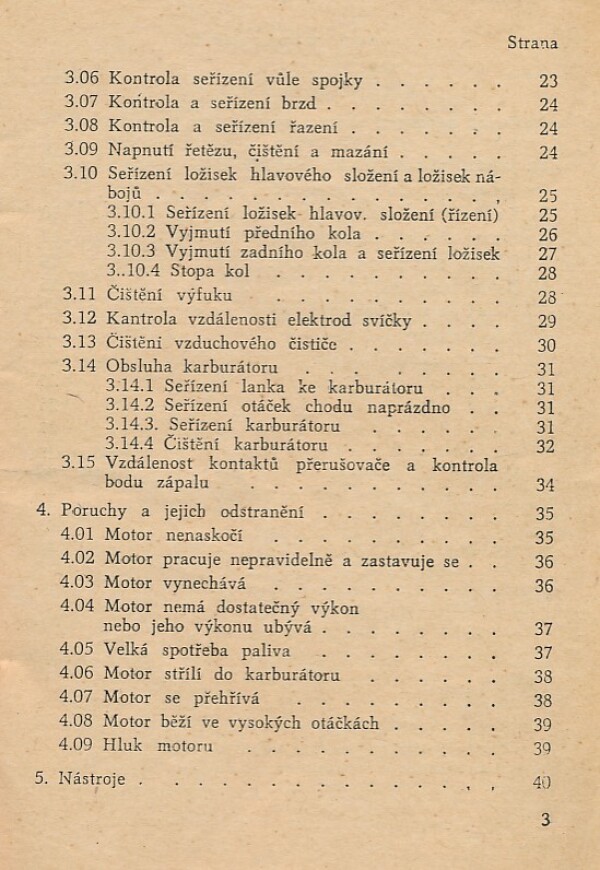 Strana
3.06 Kontrola seřízení vůle spojky . . . . . . 23
3.07 Kontrola a seřízení brzd . . . . . . . 24
3.08 Kontrola a seřízení řazení . . . . . . 24
3.09 Napnutí řetězu, čištění a mazání . . . . . 24
3.10 Seřízení ložisek hlavového složení a ložisek ná-
bojů . . . . . . . . . . . . . . 25
3.10.1 Seřízení ložisek hlavov. složení (řízení) 25
3.10.2 Vyjmutí předního kola . . . . . . 26
3.10.3 Vyjmutí zadního kola a seřízení ložisek 27
3..10.4 Stopa kol . . . . . . . . . . 28
3.11 Čištění výfuku . . . . . . . . . . . 28
3.12 Kantrola vzdálenosti elektrod svíčky . . . . 29
3.13 Čištění vzduchového čističe . . . . . . . 30
3.14 Obsluha karburátoru . . . . . . . . 31
3.14.1 Seřízení lanka ke karburátoru . . . 31
3.14.2 Seřízení otáček chodu naprázdno . . 31
3.14.3. Seřízení karburátoru . . . . . . 31
3.14.4 Čištění karburátoru . . . . . . . 32
3.15 Vzdálenost kontaktů přerušovače a kontrola
bodu zápalu . . . . . . . . . . . 34
4. Poruchy a jejich odstranění . . . . . . . . 35
4.01 Motor nenaskočí . . . . . . . . . . 35
4.02 Motor pracuje nepravidelně a zastavuje se . . 36
4.03 Motor vynechává . . . . . . . . . . 36
4.04 Motor nemá dostatečný výkon
nebo jeho výkonu ubývá . . . . . . . . 37
4.05 Velká spotřeba paliva . . . . . . . . 37
4.06 Motor střílí do karburátoru . . . . . . 38
4.07 Motor se přehřívá . . . . . . . . . 38
4.08 Motor běží ve vysokých otáčkách . . . . . 39
4.09 Hluk motoru . . . . . . . . . . . 39
5. Nástroje . . . . . . . . . . . . . . . 40
3